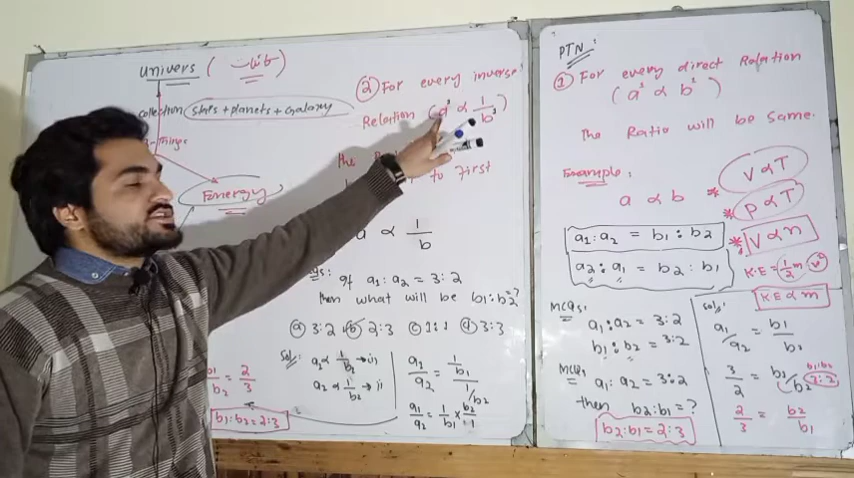 Univers ( کائنات )
collection stars + planets + Galaxy
Energy
② For every inverse
Relation (a¹ ∝ 1/b¹)
to First
∝ 1/b
If a₁:a₂ = 3:2
then what will be b₁:b₂=?
ⓐ 3:2 ⓑ 2:3 ⓒ 1:1 ⓓ 3:3
Sol: a₂ ∝ 1/b₂ → i
a₂ ∝ 1/b₂ → ii
a₁/a₂ = 1/b₁ / 1/b₂
a₁/a₂ = 1/b₁ × b₂/1
b₁/b₂ = 2/3
b₁:b₂ = 2:3
PTN:
① For every direct Relation
(a¹ ∝ b¹)
The Ratio will be same.
Example:
a ∝ b
* V∝T
* P∝T
* V∝n
a₁:a₂ = b₁:b₂
a₂:a₁ = b₂:b₁
K.E = 1/2 m v²
K.E ∝ m
MCQs:
a₁:a₂ = 3:2
b₁:b₂ = 3:2
MCQs
a₁:a₂ = 3:2
then b₂:b₁ = ?
b₂:b₁ = 2:3
Sol:
a₁/a₂ = b₁/b₂
3/2 = b₁/b₂
2/3 = b₂/b₁